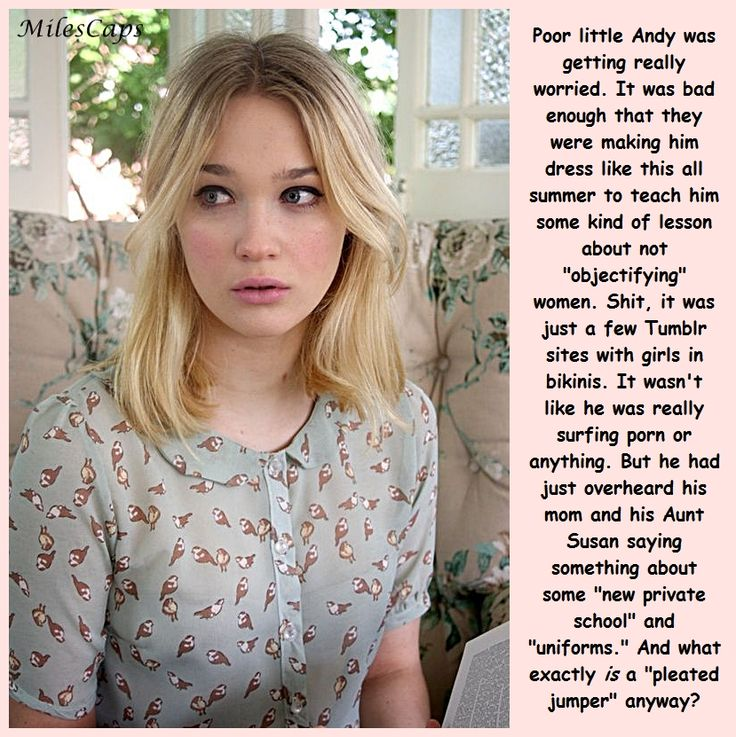 MilesCaps
Poor little Andy was
getting really
worried. It was bad
enough that they
were making him
dress like this all
summer to teach him
some kind of lesson
about not
"objectifying"
women. Shit, it was
just a few Tumblr
sites with girls in
bikinis. It wasn't
like he was really
surfing porn or
anything. But he had
just overheard his
mom and his Aunt
Susan saying
something about
some "new private
school" and
"uniforms." And what
exactly is a "pleated
jumper" anyway?